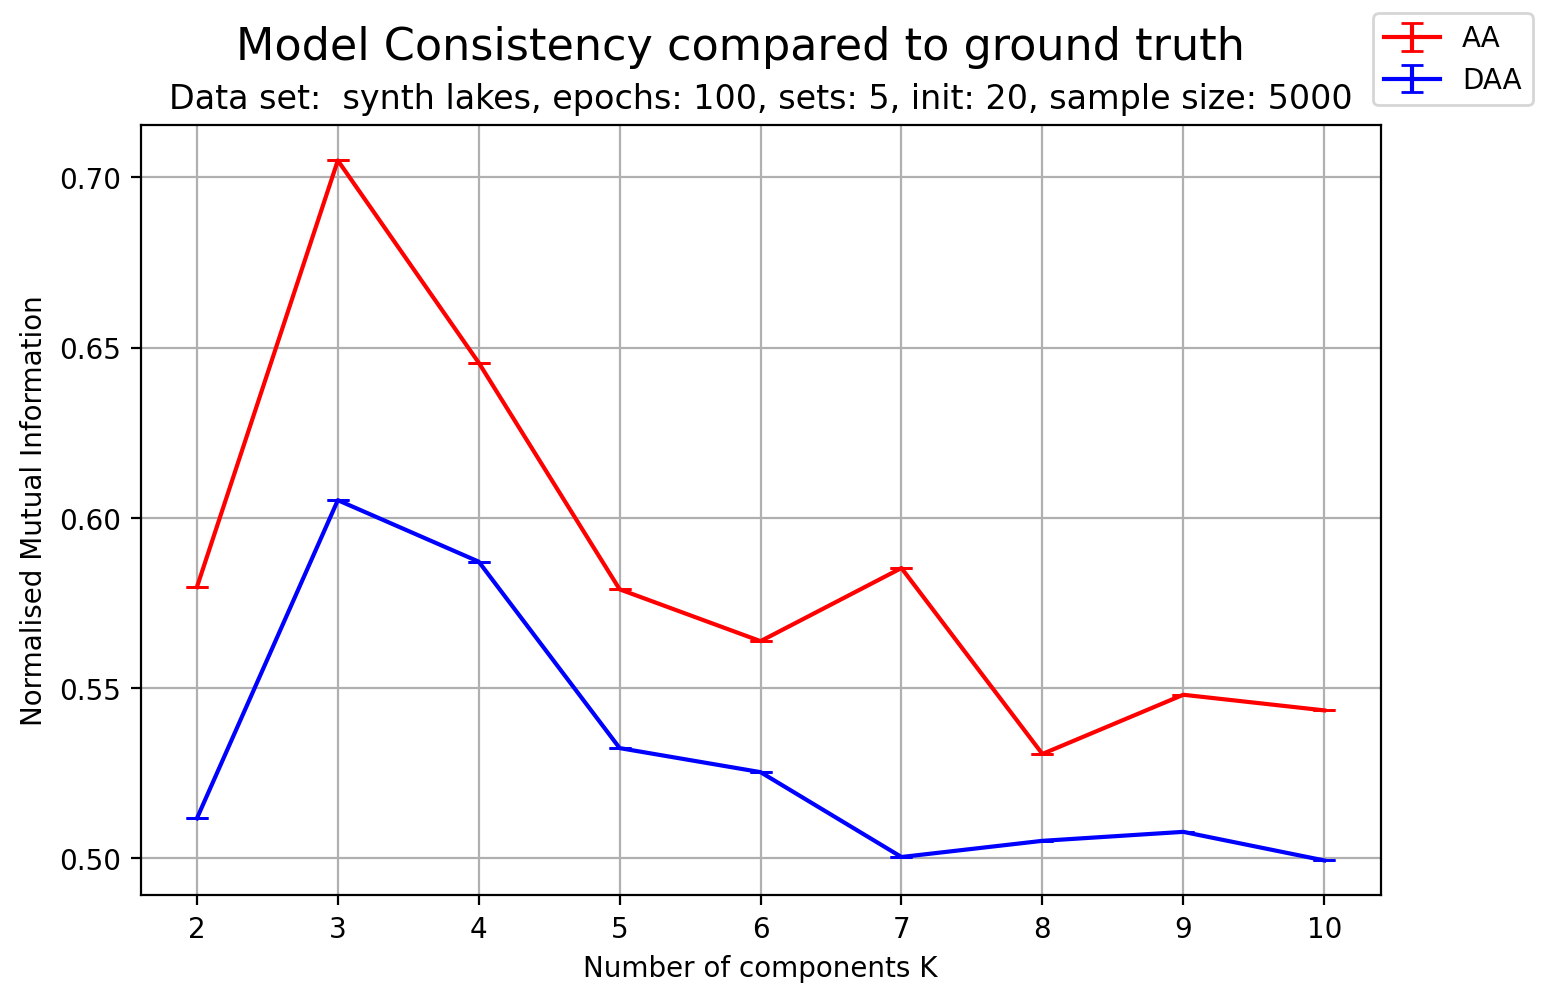 Model Consistency compared to ground truth
Data set:  synth lakes, epochs: 100, sets: 5, init: 20, sample size: 5000
AA
DAA
Normalised Mutual Information
0.70
0.65
0.60
0.55
0.50
2 3 4 5 6 7 8 9 10
Number of components K